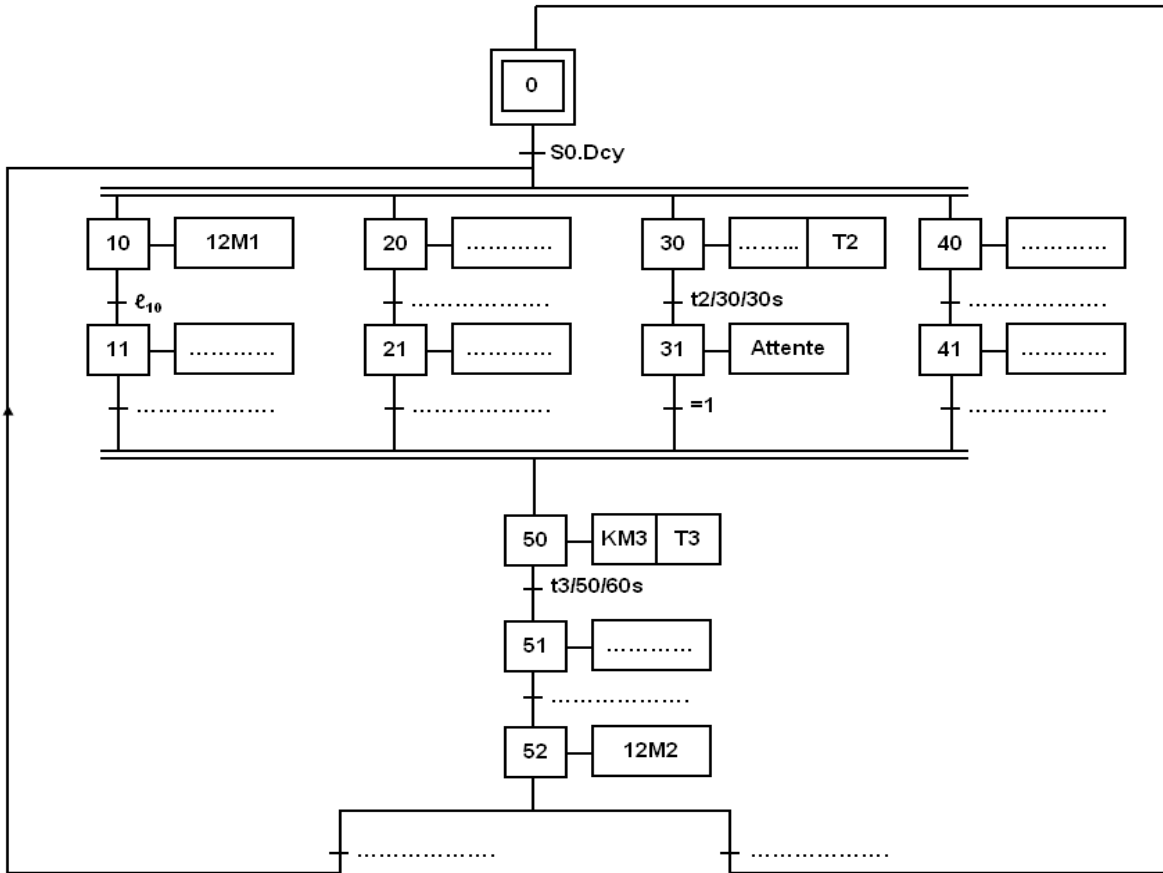 0
S0.Dcy
10 12M1 20 ………… 30 ……... T2 40 …………
ℓ10 ………………. t2/30/30s ……………….
11 ………… 21 ………… 31 Attente 41 …………
………………. ………………. =1 ……………….
50 KM3 T3
t3/50/60s
51 …………
……………….
52 12M2
………………. ……………….